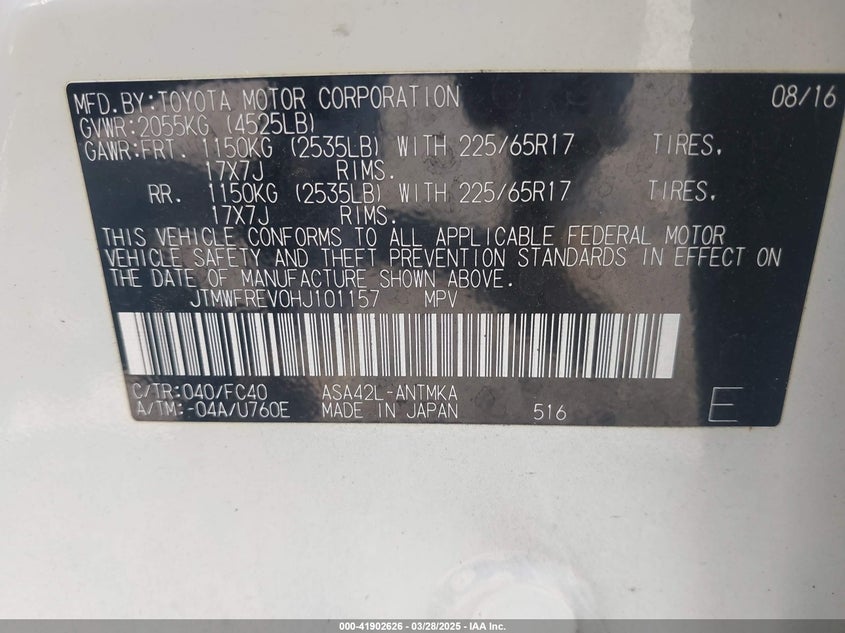 MFD.BY:TOYOTA MOTOR CORPORATION 08/16
GVWR:2055KG (4525LB)
GAWR:FRT. 1150KG (2535LB) WITH 225/65R17 TIRES,
17X7J RIMS.
RR. 1150KG (2535LB) WITH 225/65R17 TIRES,
17X7J RIMS.
THIS VEHICLE CONFORMS TO ALL APPLICABLE FEDERAL MOTOR
VEHICLE SAFETY AND THEFT PREVENTION STANDARDS IN EFFECT ON
THE DATE OF MANUFACTURE SHOWN ABOVE.
JTMWFREV0HJ101157 MPV
C/TR:040/FC40 ASA42L-ANTMKA
A/TM:-04A/U760E MADE IN JAPAN 516 E
000-41902626 - 03/28/2025 - IAA Inc.